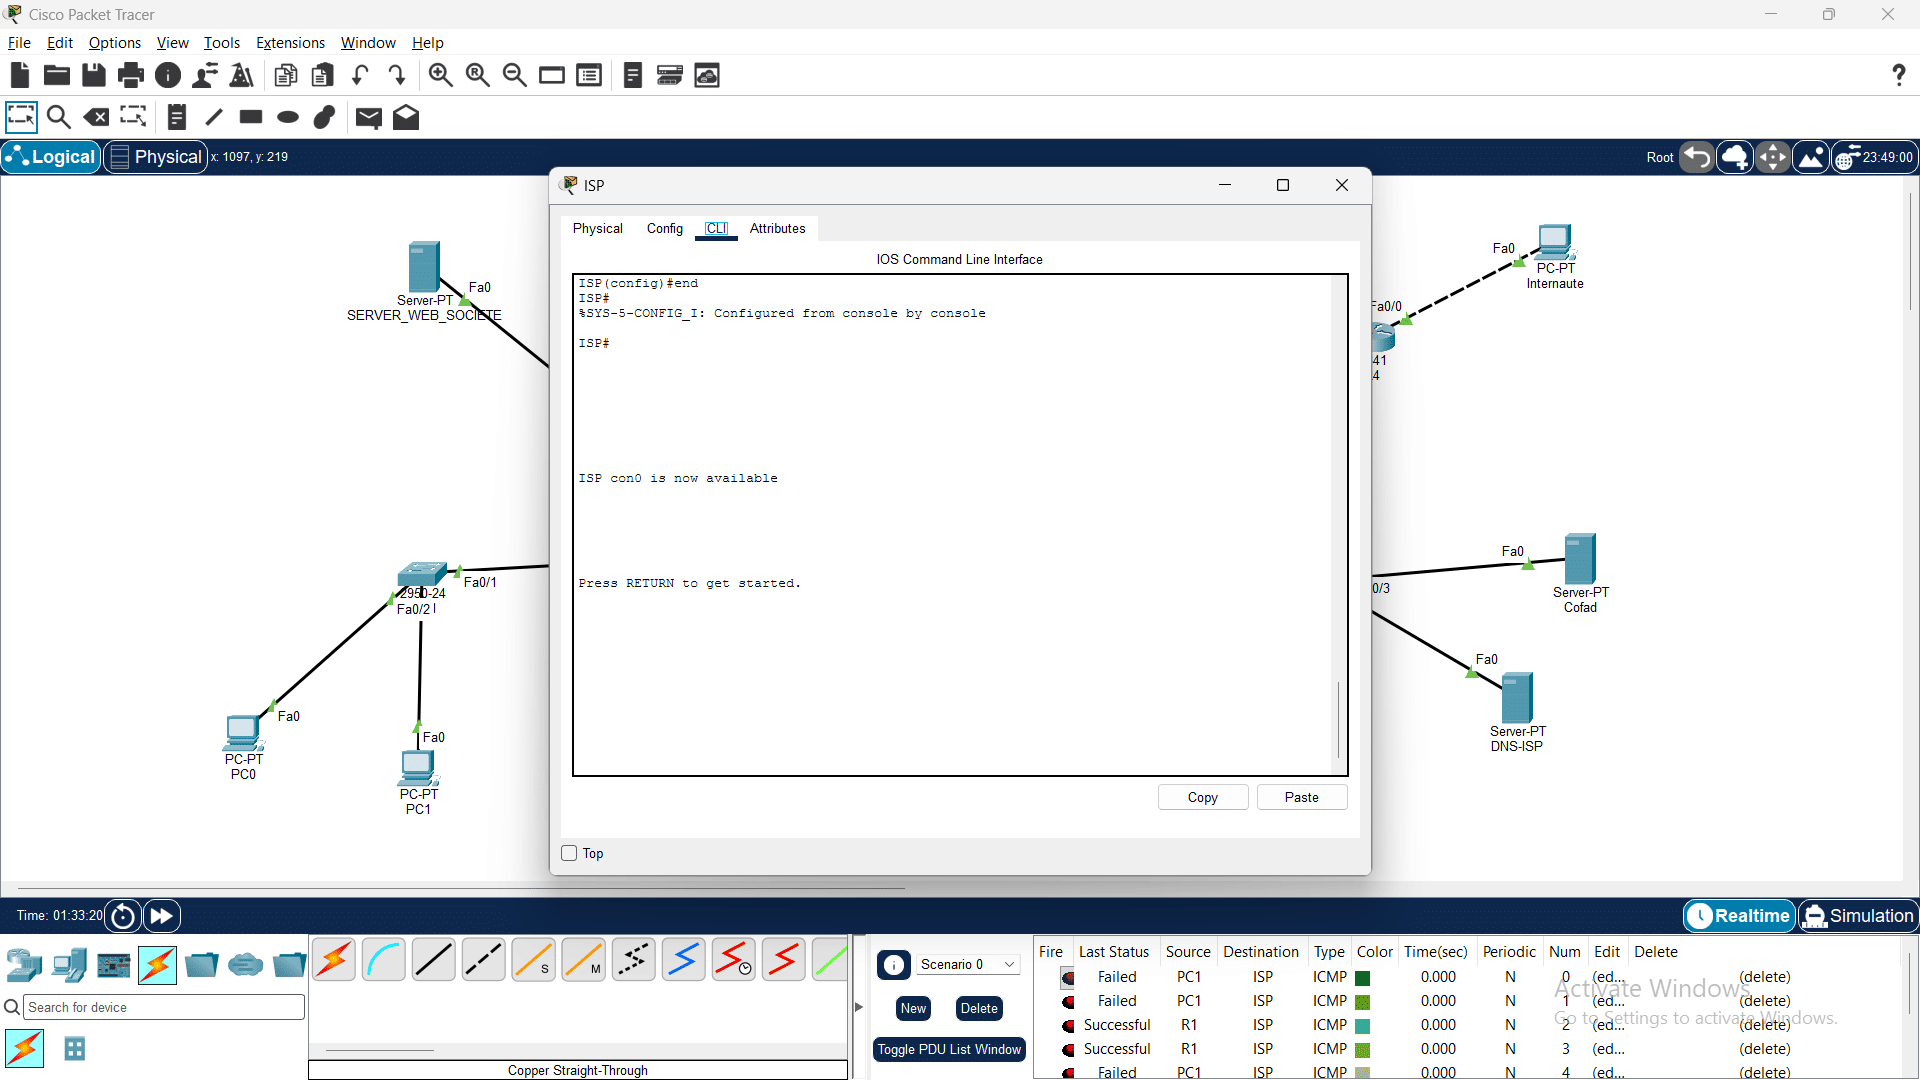 Cisco Packet Tracer
File Edit Options View Tools Extensions Window Help
Logical Physical x: 1097, y: 219 Root 23:49:00
ISP
Physical Config CLI Attributes
IOS Command Line Interface
ISP(config)#end
ISP#
%SYS-5-CONFIG_I: Configured from console by console
ISP#
ISP con0 is now available
Press RETURN to get started.
Copy Paste
Top
Fa0
Server-PT
SERVER_WEB_SOCIETE
Fa0/1
2950-24
Fa0/2
Fa0
PC-PT
PC0
Fa0
PC-PT
PC1
Fa0
PC-PT
Internaute
Fa0/0
41
4
Fa0
0/3
Server-PT
Cofad
Fa0
Server-PT
DNS-ISP
Time: 01:33:20 Realtime Simulation
Search for device
S M
Copper Straight-Through
Scenario 0
New Delete
Toggle PDU List Window
Fire Last Status Source Destination Type Color Time(sec) Periodic Num Edit Delete
Failed PC1 ISP ICMP 0.000 N 0 (ed... (delete)
Failed PC1 ISP ICMP 0.000 N 1 (ed... (delete)
Successful R1 ISP ICMP 0.000 N 2 (ed... (delete)
Successful R1 ISP ICMP 0.000 N 3 (ed... (delete)
Failed PC1 ISP ICMP 0.000 N 4 (ed... (delete)
Activate Windows
Go to Settings to activate Windows.